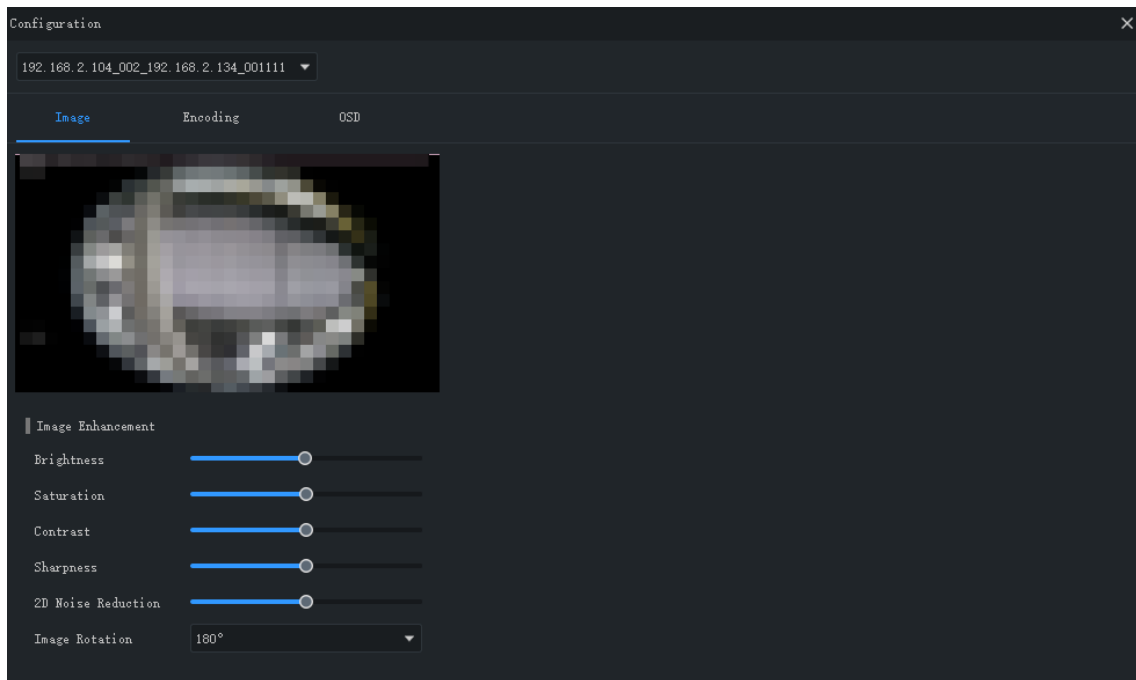 Configuration
192.168.2.104_002_192.168.2.134_001111
Image Encoding OSD
Image Enhancement
Brightness
Saturation
Contrast
Sharpness
2D Noise Reduction
Image Rotation 180°